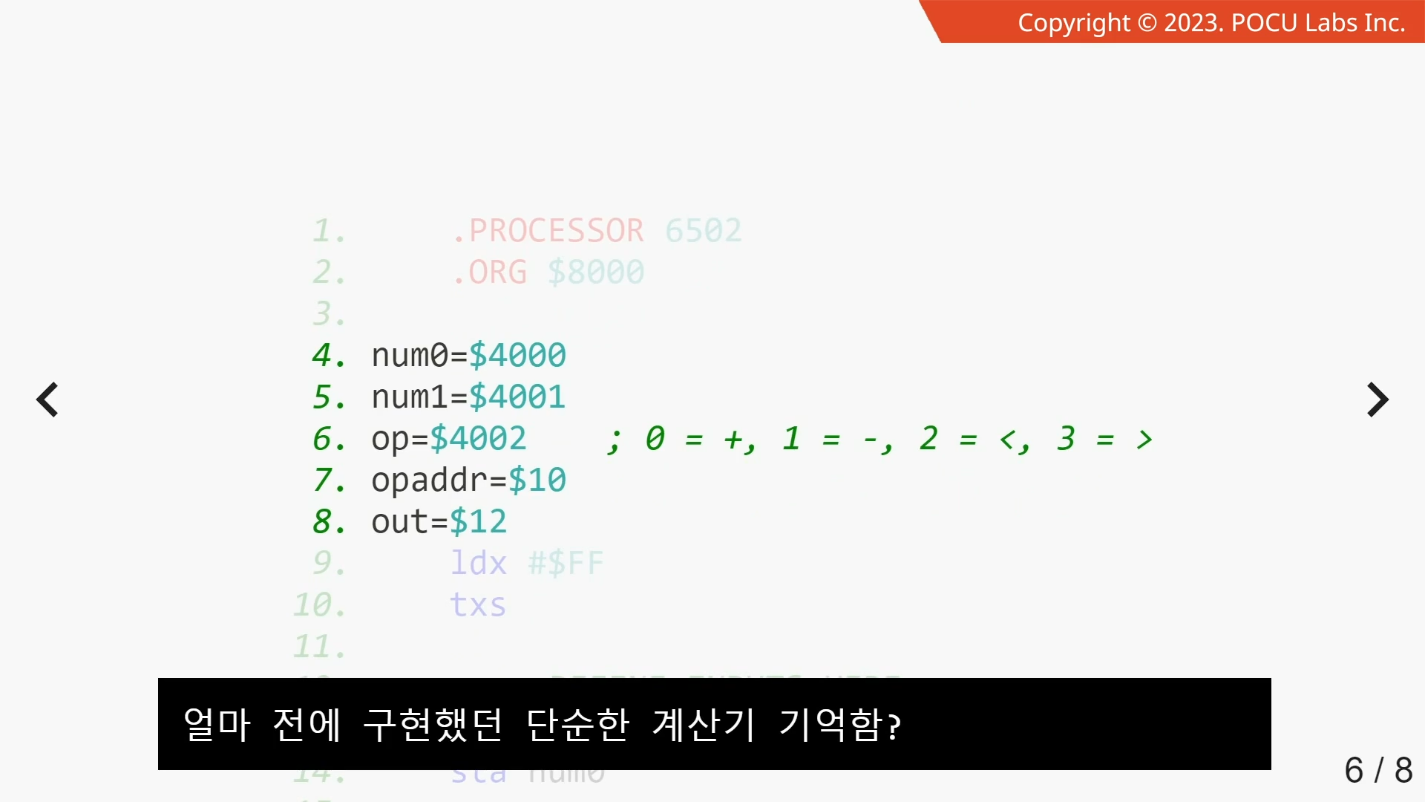 Copyright © 2023. POCU Labs Inc.
1. .PROCESSOR 6502
2. .ORG $8000
3.
4. num0=$4000
5. num1=$4001
6. op=$4002 ; 0 = +, 1 = -, 2 = <, 3 = >
7. opaddr=$10
8. out=$12
9. ldx #$FF
10. txs
11.
얼마 전에 구현했던 단순한 계산기 기억함?
14. sta num0
6 / 8